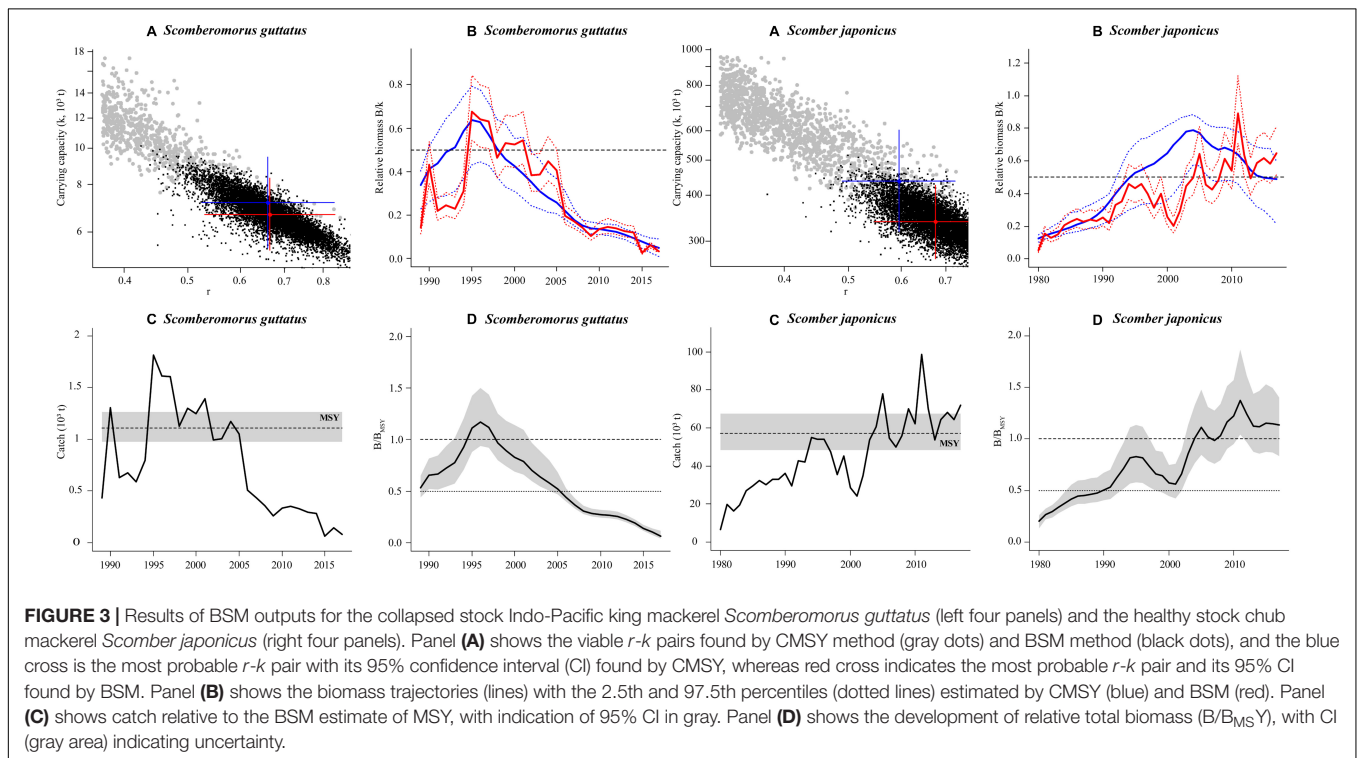 A Scomberomorus guttatus
B Scomberomorus guttatus
A Scomber japonicus
B Scomber japonicus
Carrying capacity (k, 10³ t)
18
14
12
10
8
6
0.4 0.5 0.6 0.7 0.8
r
Relative biomass B/k
0.8
0.6
0.4
0.2
0.0
1990 1995 2000 2005 2010 2015
Carrying capacity (k, 10³ t)
1000
800
600
500
400
300
0.4 0.5 0.6 0.7
r
Relative biomass B/k
1.2
1.0
0.8
0.6
0.4
0.2
0.0
1980 1990 2000 2010
C Scomberomorus guttatus
D Scomberomorus guttatus
C Scomber japonicus
D Scomber japonicus
Catch (10³ t)
2
1.5
1
0.5
0
MSY
1990 1995 2000 2005 2010 2015
B/BMSY
2.0
1.5
1.0
0.5
0.0
1990 1995 2000 2005 2010 2015
Catch (10³ t)
100
80
60
40
20
0
MSY
1980 1990 2000 2010
B/BMSY
2.0
1.5
1.0
0.5
0.0
1980 1990 2000 2010
FIGURE 3 | Results of BSM outputs for the collapsed stock Indo-Pacific king mackerel Scomberomorus guttatus (left four panels) and the healthy stock chub
mackerel Scomber japonicus (right four panels). Panel (A) shows the viable r-k pairs found by CMSY method (gray dots) and BSM method (black dots), and the blue
cross is the most probable r-k pair with its 95% confidence interval (CI) found by CMSY, whereas red cross indicates the most probable r-k pair and its 95% CI
found by BSM. Panel (B) shows the biomass trajectories (lines) with the 2.5th and 97.5th percentiles (dotted lines) estimated by CMSY (blue) and BSM (red). Panel
(C) shows catch relative to the BSM estimate of MSY, with indication of 95% CI in gray. Panel (D) shows the development of relative total biomass (B/BMSY), with CI
(gray area) indicating uncertainty.